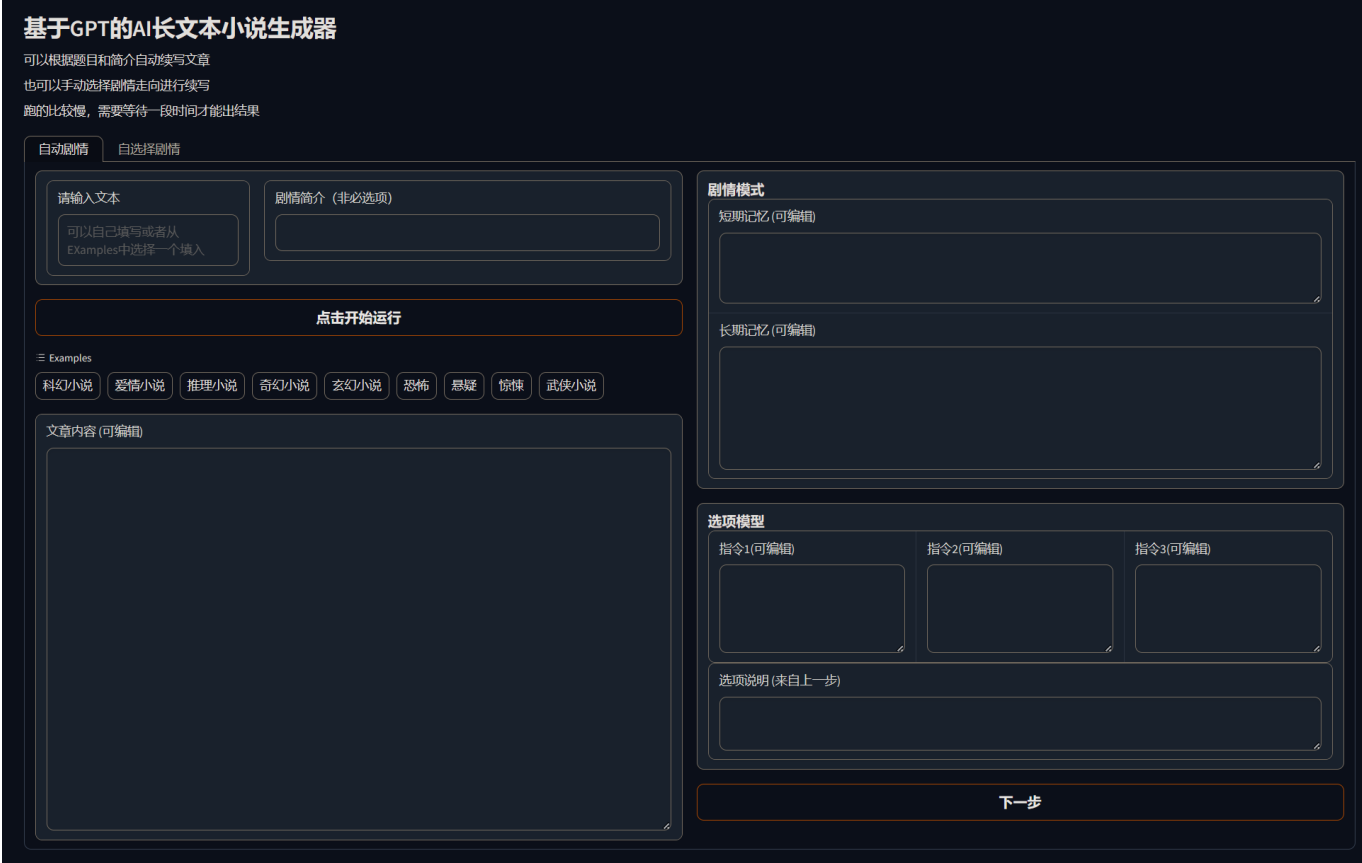 基于GPT的AI长文本小说生成器
可以根据题目和简介自动续写文章
也可以手动选择剧情走向进行续写
跑的比较慢，需要等待一段时间才能出结果
自动剧情
自选择剧情
请输入文本
可以自己填写或者从
EXamples中选择一个填入
剧情简介（非必选项）
点击开始运行
Examples
科幻小说
爱情小说
推理小说
奇幻小说
玄幻小说
恐怖
悬疑
惊悚
武侠小说
文章内容 (可编辑)
剧情模式
短期记忆 (可编辑)
长期记忆 (可编辑)
选项模型
指令1(可编辑)
指令2(可编辑)
指令3(可编辑)
选项说明 (来自上一步)
下一步